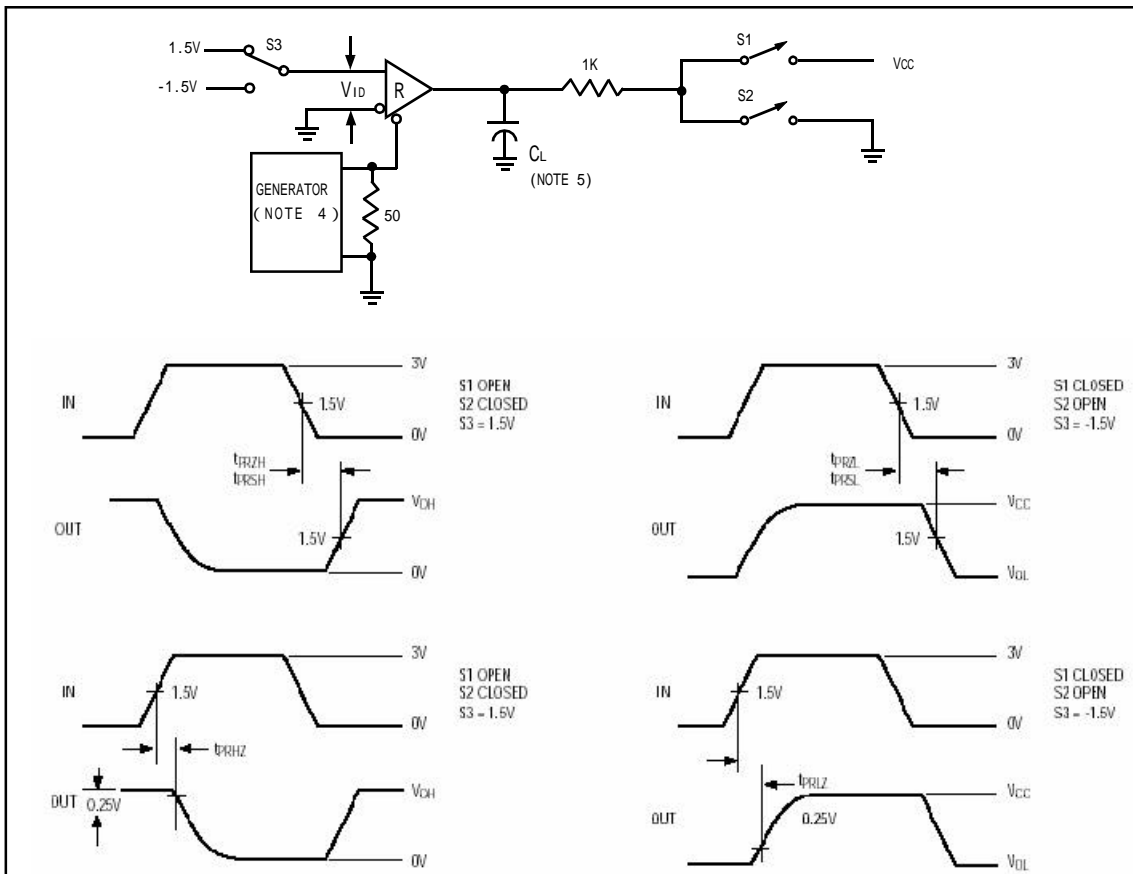 1.5V
S3
-1.5V
VID
R
1K
S1
VCC
S2
CL
(NOTE 5)
GENERATOR
(NOTE 4)
50
IN
3V
1.5V
0V
S1 OPEN
S2 CLOSED
S3 = 1.5V
tPRZH
tPRSH
OUT
VOH
1.5V
0V
IN
3V
1.5V
0V
S1 CLOSED
S2 OPEN
S3 = -1.5V
tPRZL
tPRSL
OUT
VCC
1.5V
VOL
IN
3V
1.5V
0V
S1 OPEN
S2 CLOSED
S3 = 1.5V
tPRHZ
OUT
0.25V
VOH
0V
IN
3V
1.5V
0V
S1 CLOSED
S2 OPEN
S3 = -1.5V
tPRLZ
OUT
0.25V
VCC
VOL